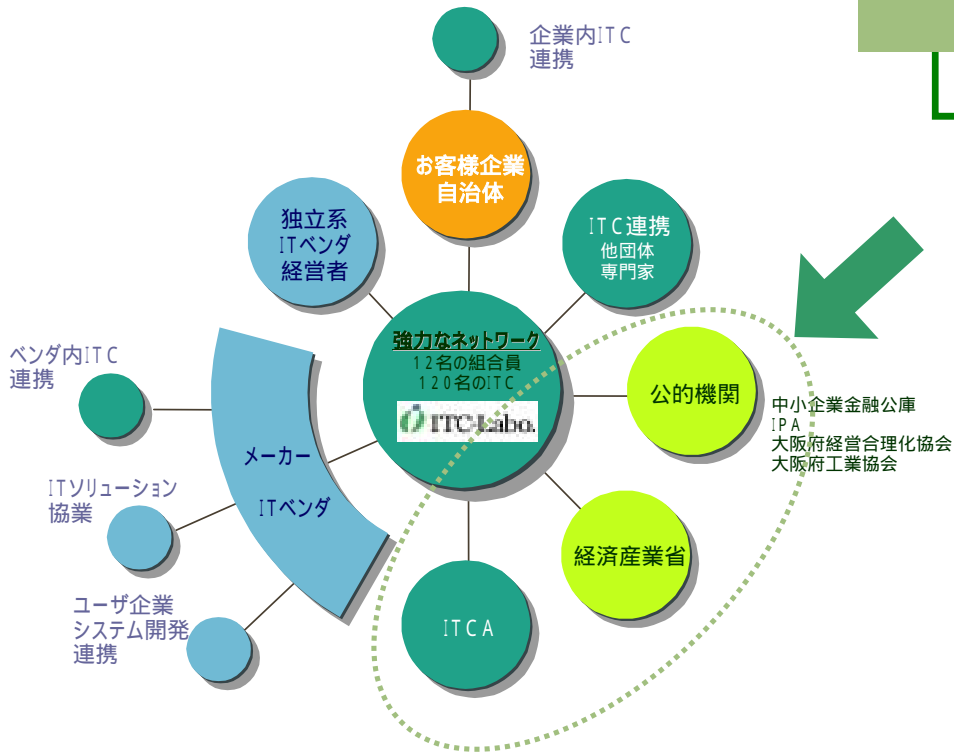 企業内ITC
連携
お客様企業
自治体
独立系
ITベンダ
経営者
ITC連携
他団体
専門家
強力なネットワーク
12名の組合員
120名のITC
ITC-Labo.
ベンダ内ITC
連携
公的機関
中小企業金融公庫
IPA
大阪府経営合理化協会
大阪府工業協会
メーカー
ITベンダ
ITソリューション
協業
経済産業省
ユーザ企業
システム開発
連携
ITCA